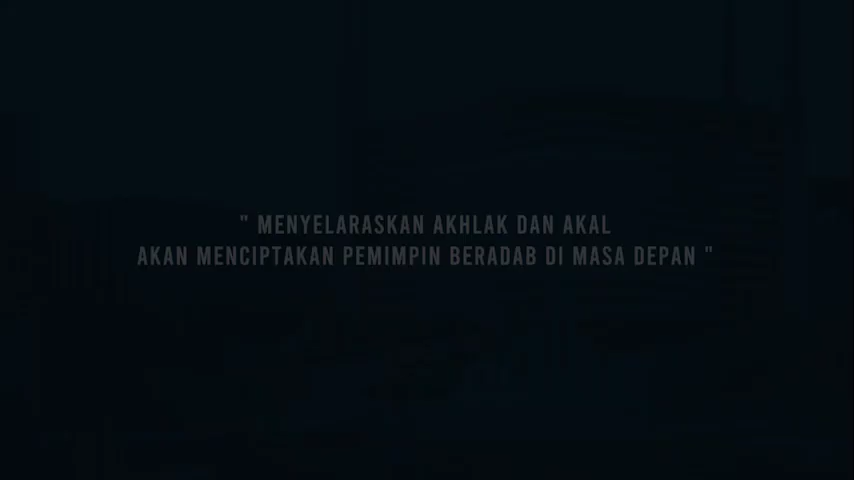 " MENYELARASKAN AKHLAK DAN AKAL
AKAN MENCIPTAKAN PEMIMPIN BERADAB DI MASA DEPAN "